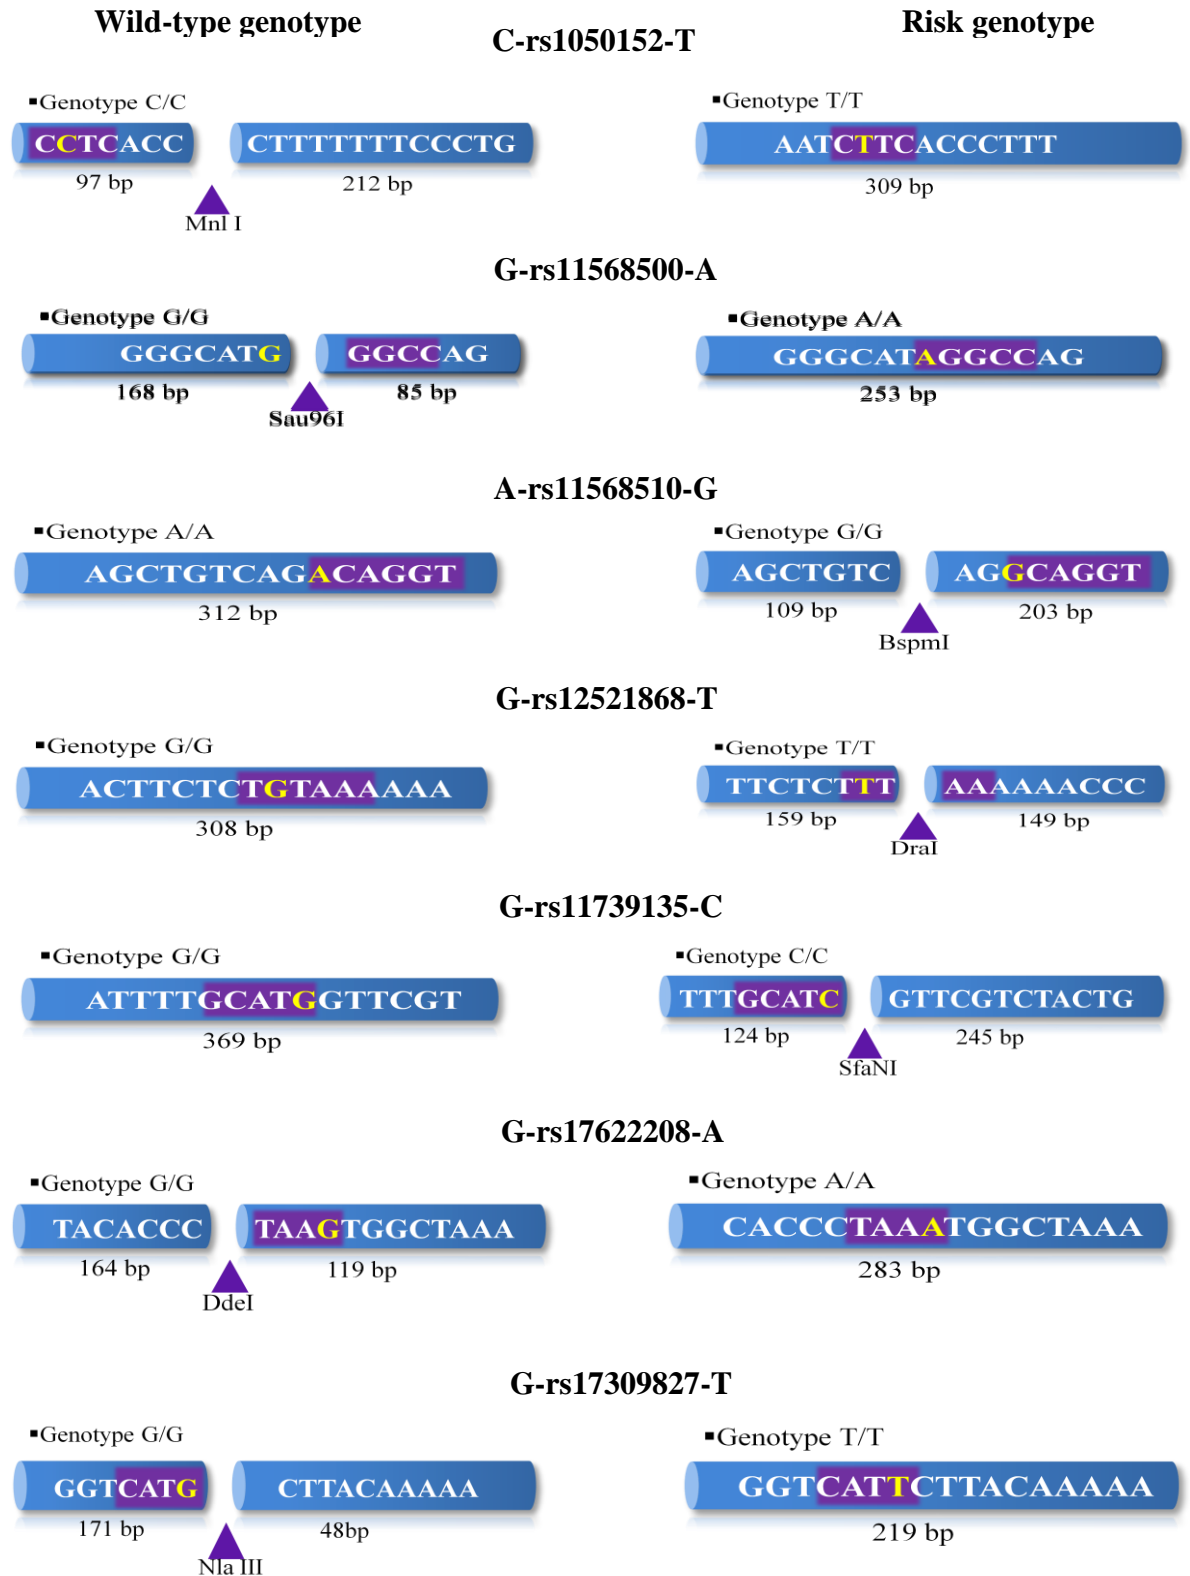 Wild-type genotype
Risk genotype
C-rs1050152-T
▪Genotype C/C
▪Genotype T/T
CCTCACC
CTTTTTTTCCCTG
AATCTTCACCCTTT
97 bp
212 bp
309 bp
Mnl I
G-rs11568500-A
▪Genotype G/G
▪Genotype A/A
GGGCATG
GGCCAG
GGGCATAGGCCAG
168 bp
85 bp
253 bp
Sau96I
A-rs11568510-G
▪Genotype A/A
▪Genotype G/G
AGCTGTCAGACAGGT
AGCTGTC
AGGCAGGT
312 bp
109 bp
203 bp
BspmI
G-rs12521868-T
▪Genotype G/G
▪Genotype T/T
ACTTCTCTGTAAAAAA
TTCTCTTT
AAAAAACCC
308 bp
159 bp
149 bp
DraI
G-rs11739135-C
▪Genotype G/G
▪Genotype C/C
ATTTTGCATGGTTCGT
TTTGCATC
GTTCGTCTACTG
369 bp
124 bp
245 bp
SfaNI
G-rs17622208-A
▪Genotype G/G
▪Genotype A/A
TACACCC
TAAGTGGCTAAA
CACCCTAAATGGCTAAA
164 bp
119 bp
283 bp
DdeI
G-rs17309827-T
▪Genotype G/G
▪Genotype T/T
GGTCATG
CTTACAAAAA
GGTCATTCTTACAAAAA
171 bp
48bp
219 bp
Nla III